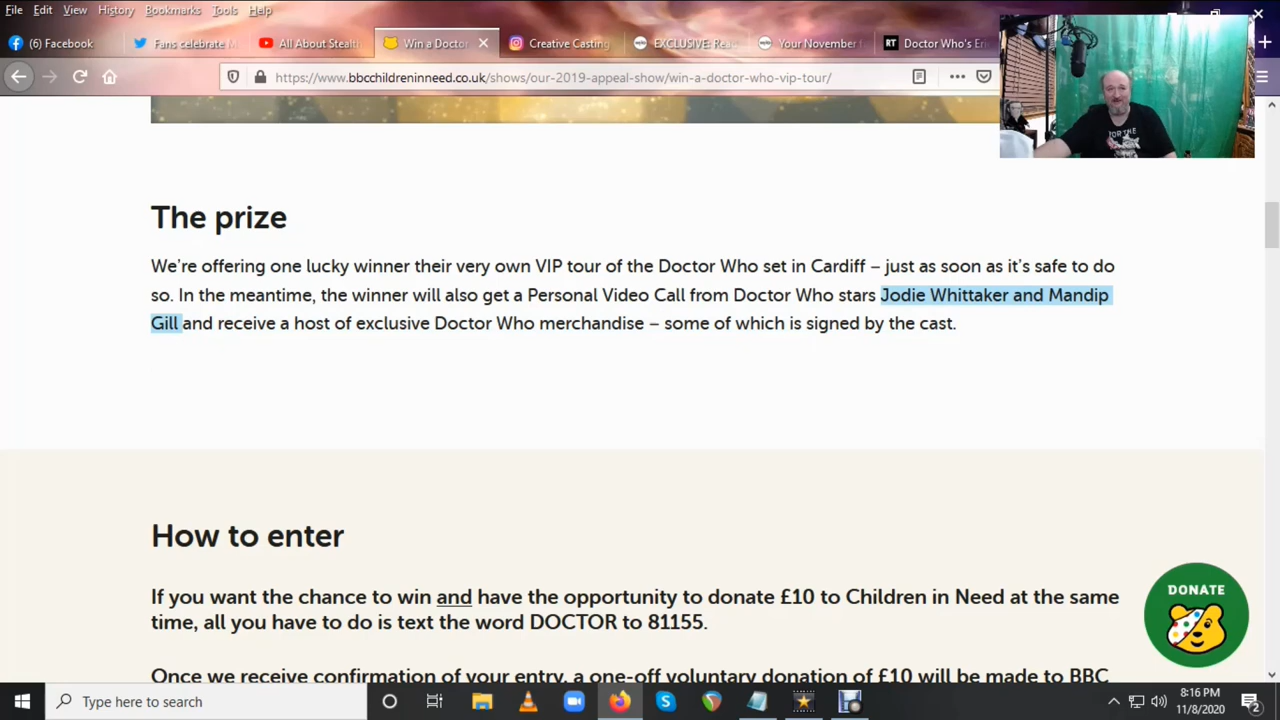 File Edit View History Bookmarks Tools Help
(6) Facebook
Fans celebrate
All About Stealth
Win a Doctor
Creative Casting
EXCLUSIVE:
Your November
RT Doctor Who's
https://www.bbcchildreninneed.co.uk/shows/our-2019-appeal-show/win-a-doctor-who-vip-tour/
The prize
We're offering one lucky winner their very own VIP tour of the Doctor Who set in Cardiff – just as soon as it's safe to do
so. In the meantime, the winner will also get a Personal Video Call from Doctor Who stars Jodie Whittaker and Mandip
Gill and receive a host of exclusive Doctor Who merchandise – some of which is signed by the cast.
How to enter
If you want the chance to win and have the opportunity to donate £10 to Children in Need at the same
time, all you have to do is text the word DOCTOR to 81155.
Once we receive confirmation of your entry, a one-off voluntary donation of £10 will be made to BBC
DONATE
Type here to search
8:16 PM
11/8/2020
2